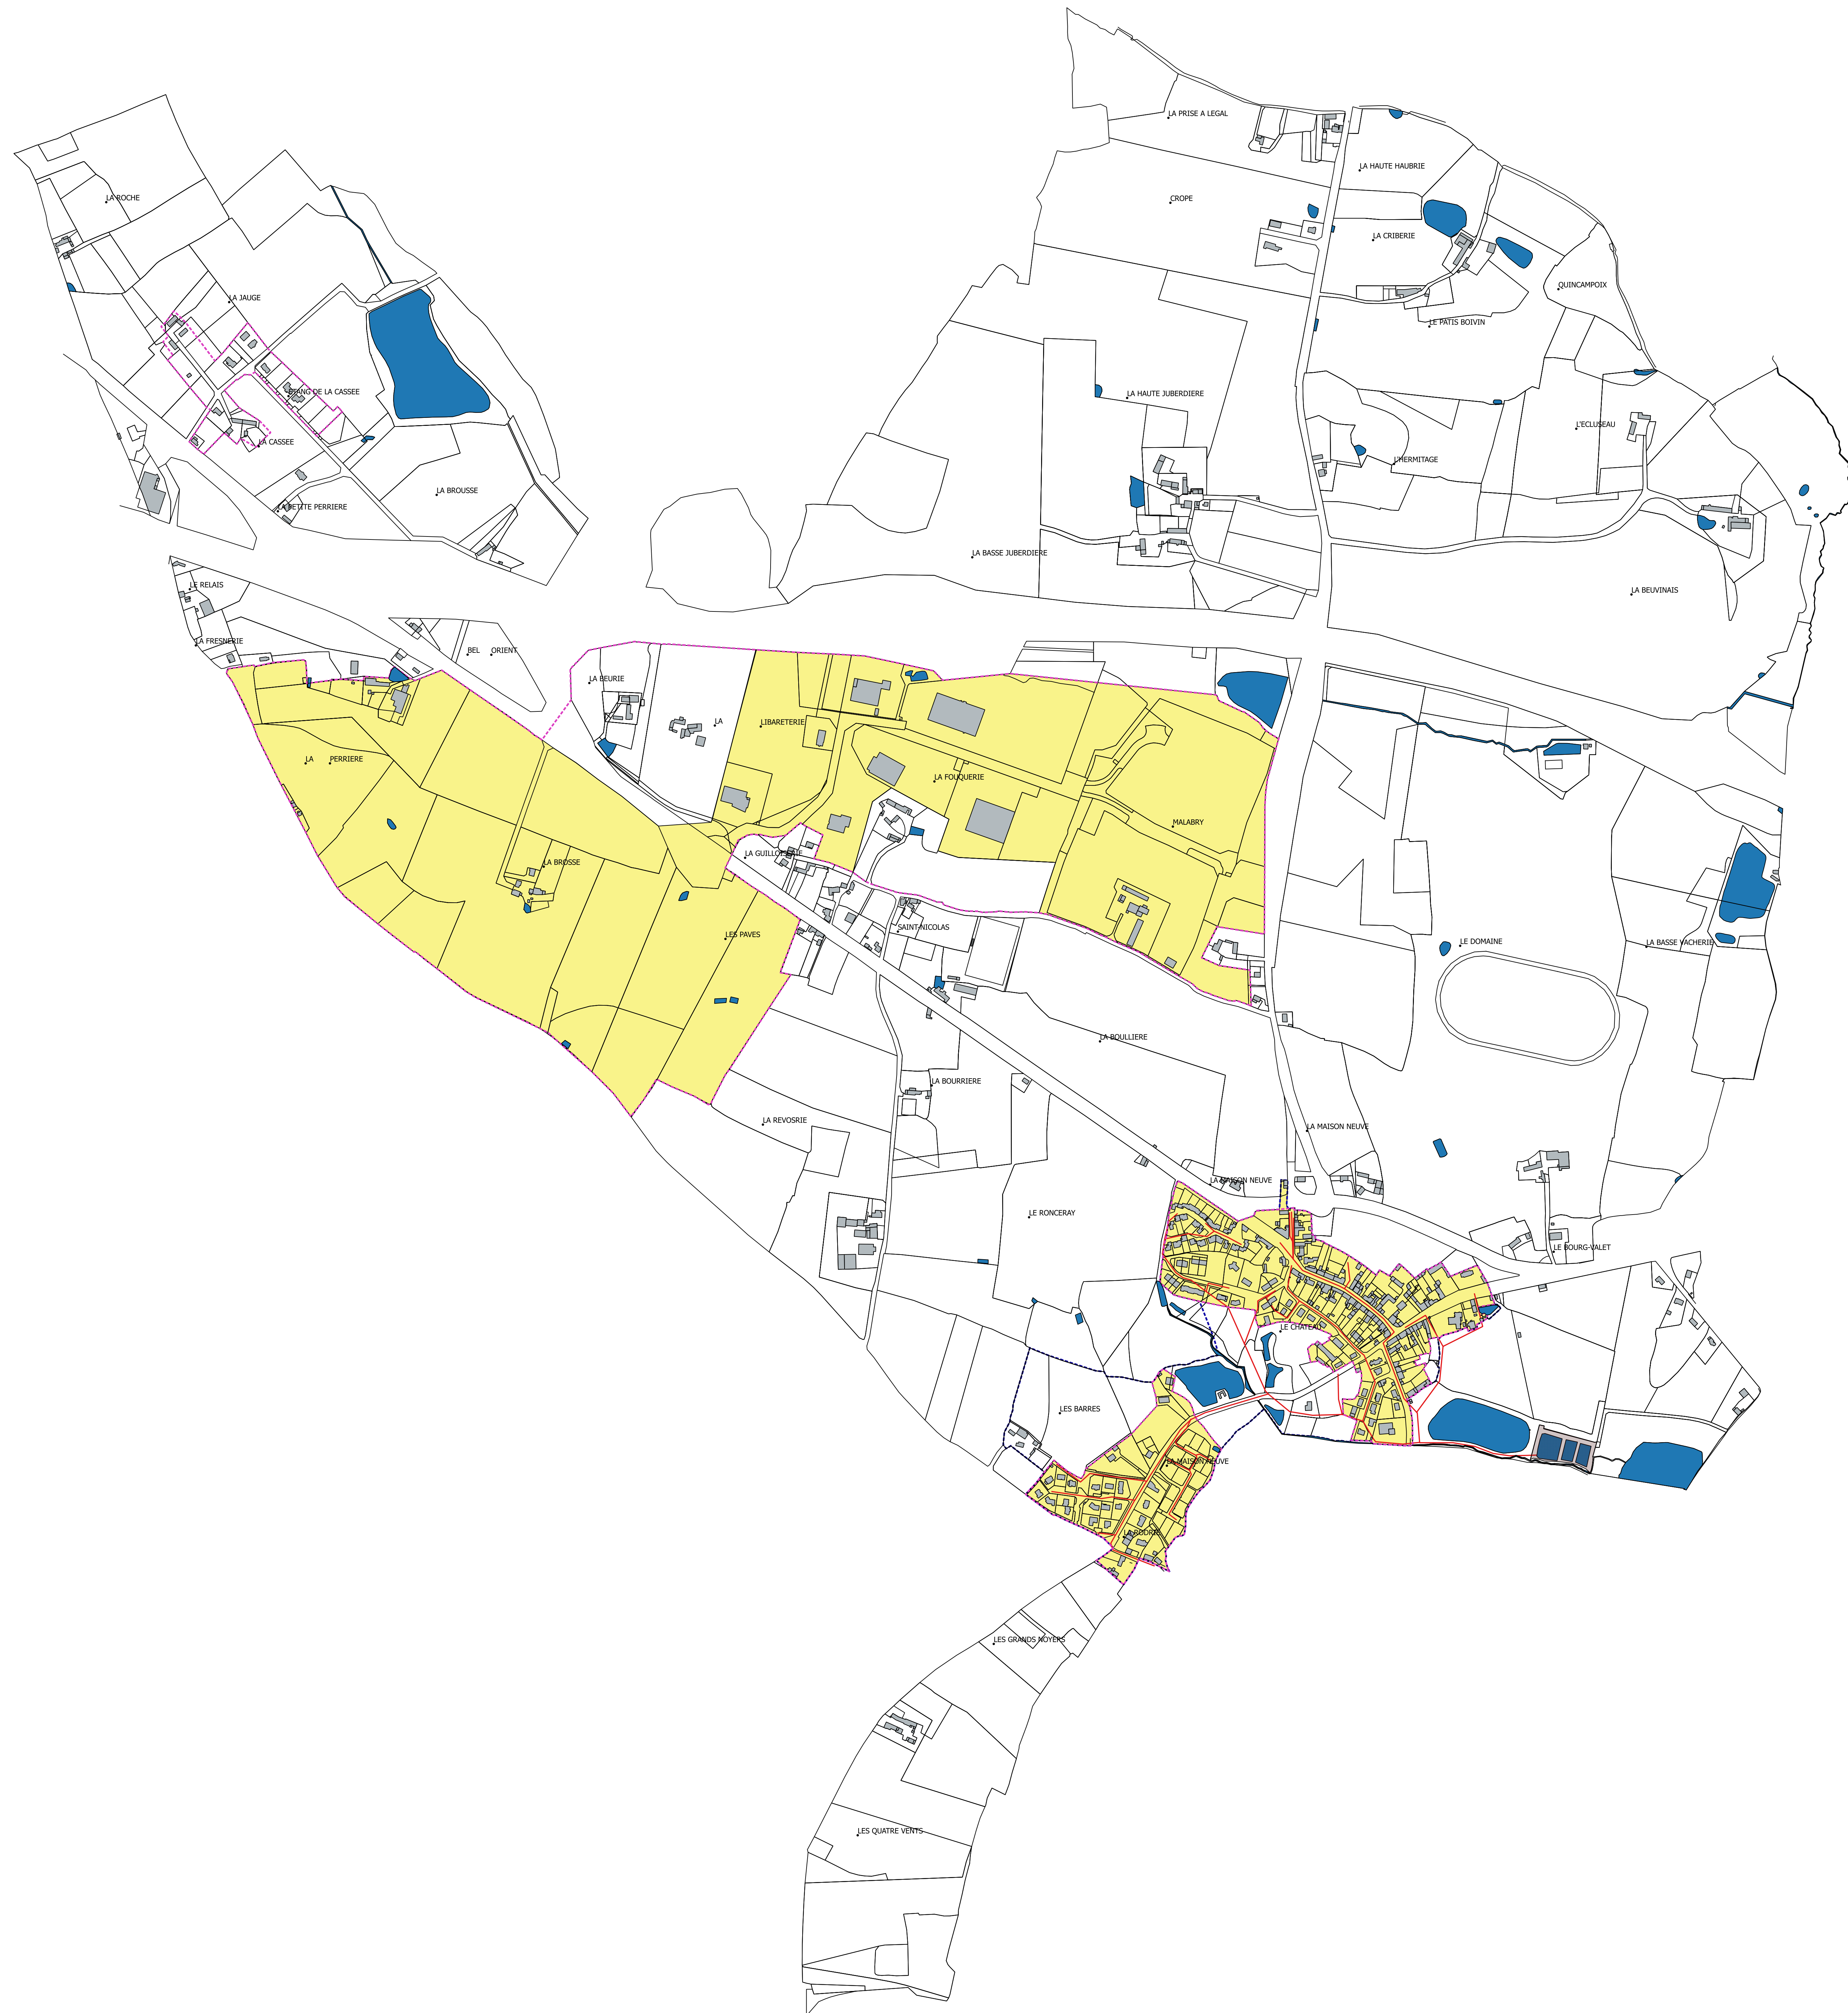 LA PRISE A LEGAL
LA HAUTE HAUBRIE
LA ROCHE
CROPE
LA CRIBERIE
QUINCAMPOIX
LA JAUGE
LE PATIS BOIVIN
ETANG DE LA CASSEE
LA HAUTE JUBERDIERE
L'ECLUSEAU
LA CASSEE
L'HERMITAGE
LA BROUSSE
LA PETITE PERRIERE
LA BASSE JUBERDIERE
LE RELAIS
LA BEUVINAIS
LA FRESNERIE
BEL ORIENT
LA BEURIE
LA LIBARETERIE
LA PERRIERE
LA FOUQUERIE
MALABRY
LA GUILLOISERIE
LA BROSSE
SAINT-NICOLAS
LES PAVES
LE DOMAINE
LA BASSE VACHERIE
LA BOULLIERE
LA BOURRIERE
LA REVOSRIE
LA MAISON NEUVE
LA MAISON NEUVE
LE RONCERAY
LE BOURG-VALET
LE CHATEAU
LES BARRES
LA MAISON NEUVE
LES GRANDS NOYERS
LES QUATRE VENTS